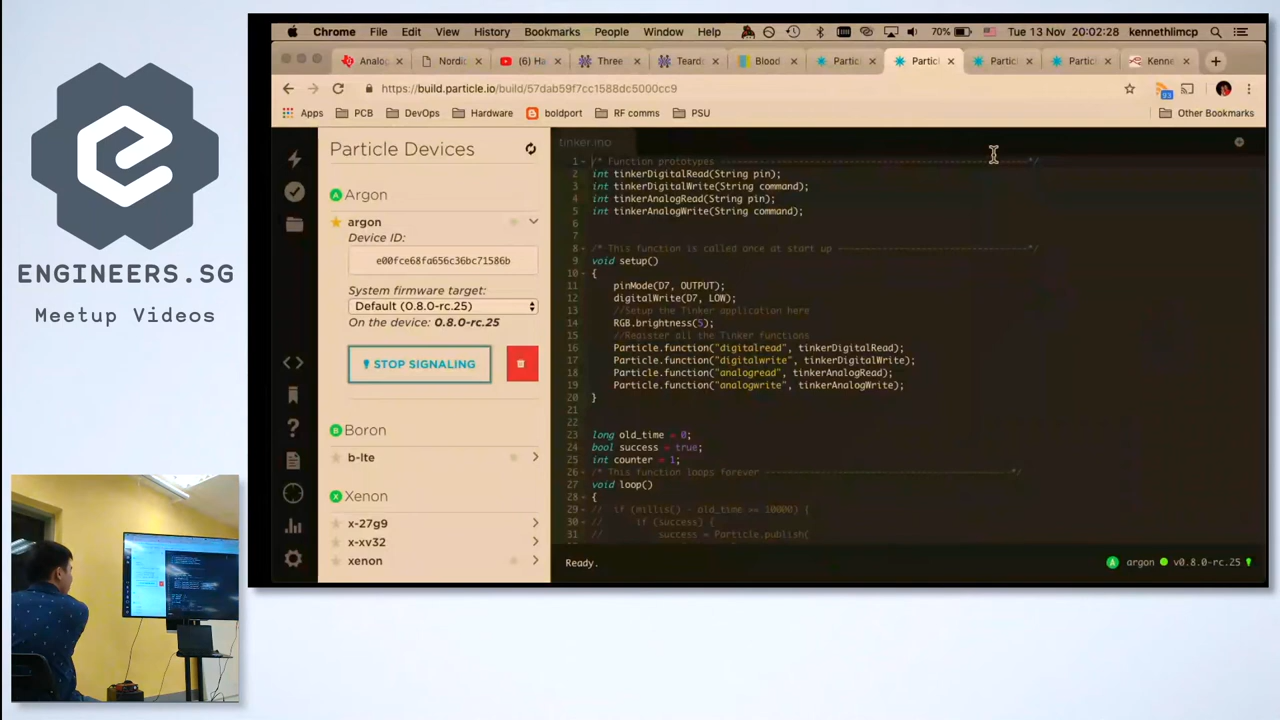 ENGINEERS.SG
Meetup Videos
Chrome File Edit View History Bookmarks People Window Help 70% Tue 13 Nov 20:02:28 kennethlimcp
Analog Nordic (6) Ha Three Teards Blood Particl Particl Particl Particl Kenne
https://build.particle.io/build/57dab59f7cc1588dc5000cc9
93
Apps PCB DevOps Hardware boldport RF comms PSU Other Bookmarks
Particle Devices
A Argon
argon
Device ID:
e00fce68fa656c36bc71586b
System firmware target:
Default (0.8.0-rc.25)
On the device: 0.8.0-rc.25
STOP SIGNALING
B Boron
b-lte
X Xenon
x-27g9
x-xv32
xenon
tinker.ino
1 /* Function prototypes -------------------------------------------------------*/
2 int tinkerDigitalRead(String pin);
3 int tinkerDigitalWrite(String command);
4 int tinkerAnalogRead(String pin);
5 int tinkerAnalogWrite(String command);
6
7
8 /* This function is called once at start up ----------------------------------*/
9 void setup()
10 {
11 pinMode(D7, OUTPUT);
12 digitalWrite(D7, LOW);
13 //Setup the Tinker application here
14 RGB.brightness(5);
15 //Register all the Tinker functions
16 Particle.function("digitalread", tinkerDigitalRead);
17 Particle.function("digitalwrite", tinkerDigitalWrite);
18 Particle.function("analogread", tinkerAnalogRead);
19 Particle.function("analogwrite", tinkerAnalogWrite);
20 }
21
22
23 long old_time = 0;
24 bool success = true;
25 int counter = 1;
26 /* This function loops forever --------------------------------------------*/
27 void loop()
28 {
29 // if (millis() - old_time >= 10000) {
30 // if (success) {
31 // success = Particle.publish(
Ready.
A argon v0.8.0-rc.25